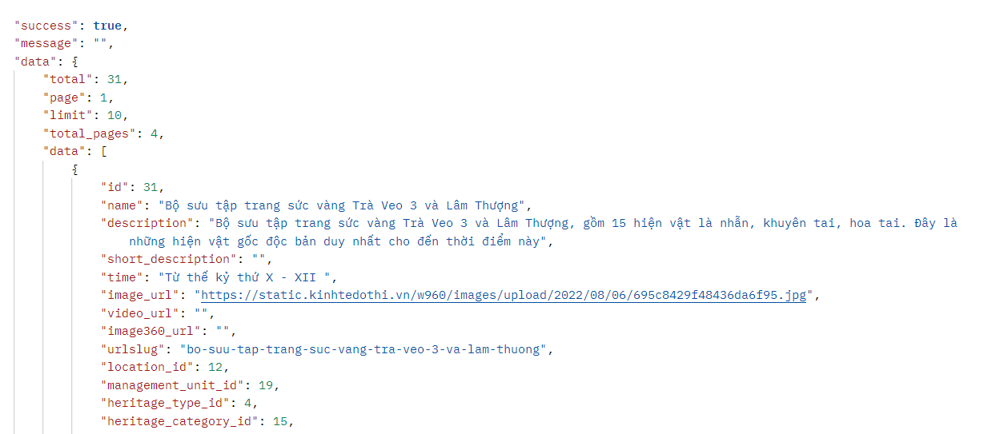 "success": true,
"message": "",
"data": {
"total": 31,
"page": 1,
"limit": 10,
"total_pages": 4,
"data": [
{
"id": 31,
"name": "Bộ sưu tập trang sức vàng Trà Veo 3 và Lâm Thượng",
"description": "Bộ sưu tập trang sức vàng Trà Veo 3 và Lâm Thượng, gồm 15 hiện vật là nhẫn, khuyên tai, hoa tai. Đây là
những hiện vật gốc độc bản duy nhất cho đến thời điểm này",
"short_description": "",
"time": "Từ thế kỷ thứ X - XII ",
"image_url": "https://static.kinhtedothi.vn/w960/images/upload/2022/08/06/695c8429f48436da6f95.jpg",
"video_url": "",
"image360_url": "",
"urlslug": "bo-suu-tap-trang-suc-vang-tra-veo-3-va-lam-thuong",
"location_id": 12,
"management_unit_id": 19,
"heritage_type_id": 4,
"heritage_category_id": 15,